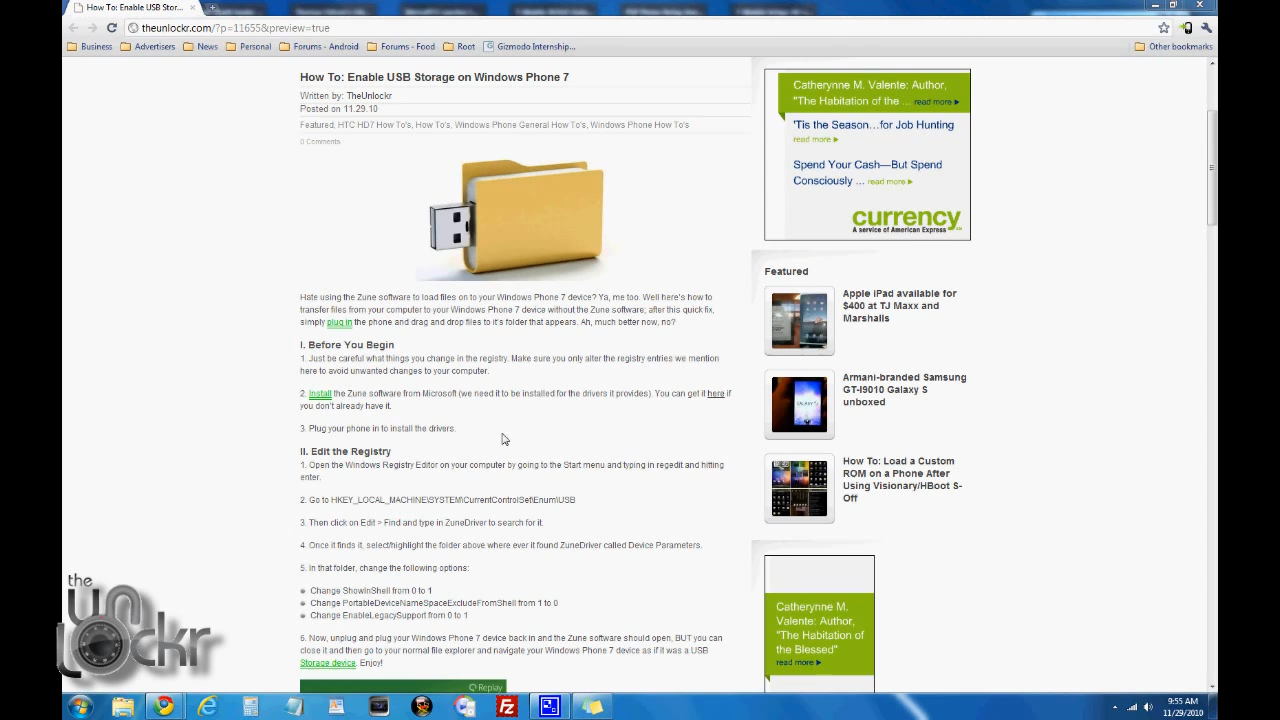 How To: Enable USB Stor...
theunlockr.com/?p=11655&preview=true
Business
Advertisers
News
Personal
Forums - Android
Forums - Food
Root
Gizmodo Internship...
Other bookmarks
How To: Enable USB Storage on Windows Phone 7
Written by: TheUnlockr
Posted on 11.29.10
Featured, HTC HD7 How To's, How To's, Windows Phone General How To's, Windows Phone How To's
0 Comments
Hate using the Zune software to load files on to your Windows Phone 7 device? Ya, me too. Well here's how to
transfer files from your computer to your Windows Phone 7 device without the Zune software; after this quick fix,
simply plug in the phone and drag and drop files to it's folder that appears. Ah, much better now, no?
I. Before You Begin
1. Just be careful what things you change in the registry. Make sure you only alter the registry entries we mention
here to avoid unwanted changes to your computer.
2. Install the Zune software from Microsoft (we need it to be installed for the drivers it provides). You can get it here if
you don't already have it.
3. Plug your phone in to install the drivers.
II. Edit the Registry
1. Open the Windows Registry Editor on your computer by going to the Start menu and typing in regedit and hitting
enter.
2. Go to HKEY_LOCAL_MACHINE\SYSTEM\CurrentControlSet\Enum\USB
3. Then click on Edit > Find and type in ZuneDriver to search for it.
4. Once it finds it, select/highlight the folder above where ever it found ZuneDriver called Device Parameters.
5. In that folder, change the following options:
Change ShowInShell from 0 to 1
Change PortableDeviceNameSpaceExcludeFromShell from 1 to 0
Change EnableLegacySupport from 0 to 1
6. Now, unplug and plug your Windows Phone 7 device back in and the Zune software should open, BUT you can
close it and then go to your normal file explorer and navigate your Windows Phone 7 device as if it was a USB
Storage device. Enjoy!
Replay
Catherynne M. Valente: Author,
"The Habitation of the ... read more
'Tis the Season...for Job Hunting
read more
Spend Your Cash—But Spend
Consciously ... read more
currency
A service of American Express
Featured
Apple iPad available for
$400 at TJ Maxx and
Marshalls
Armani-branded Samsung
GT-I9010 Galaxy S
unboxed
How To: Load a Custom
ROM on a Phone After
Using Visionary/HBoot S-
Off
Catherynne M.
Valente: Author,
"The Habitation of
the Blessed"
read more
the
unlockr
9:55 AM
11/29/2010